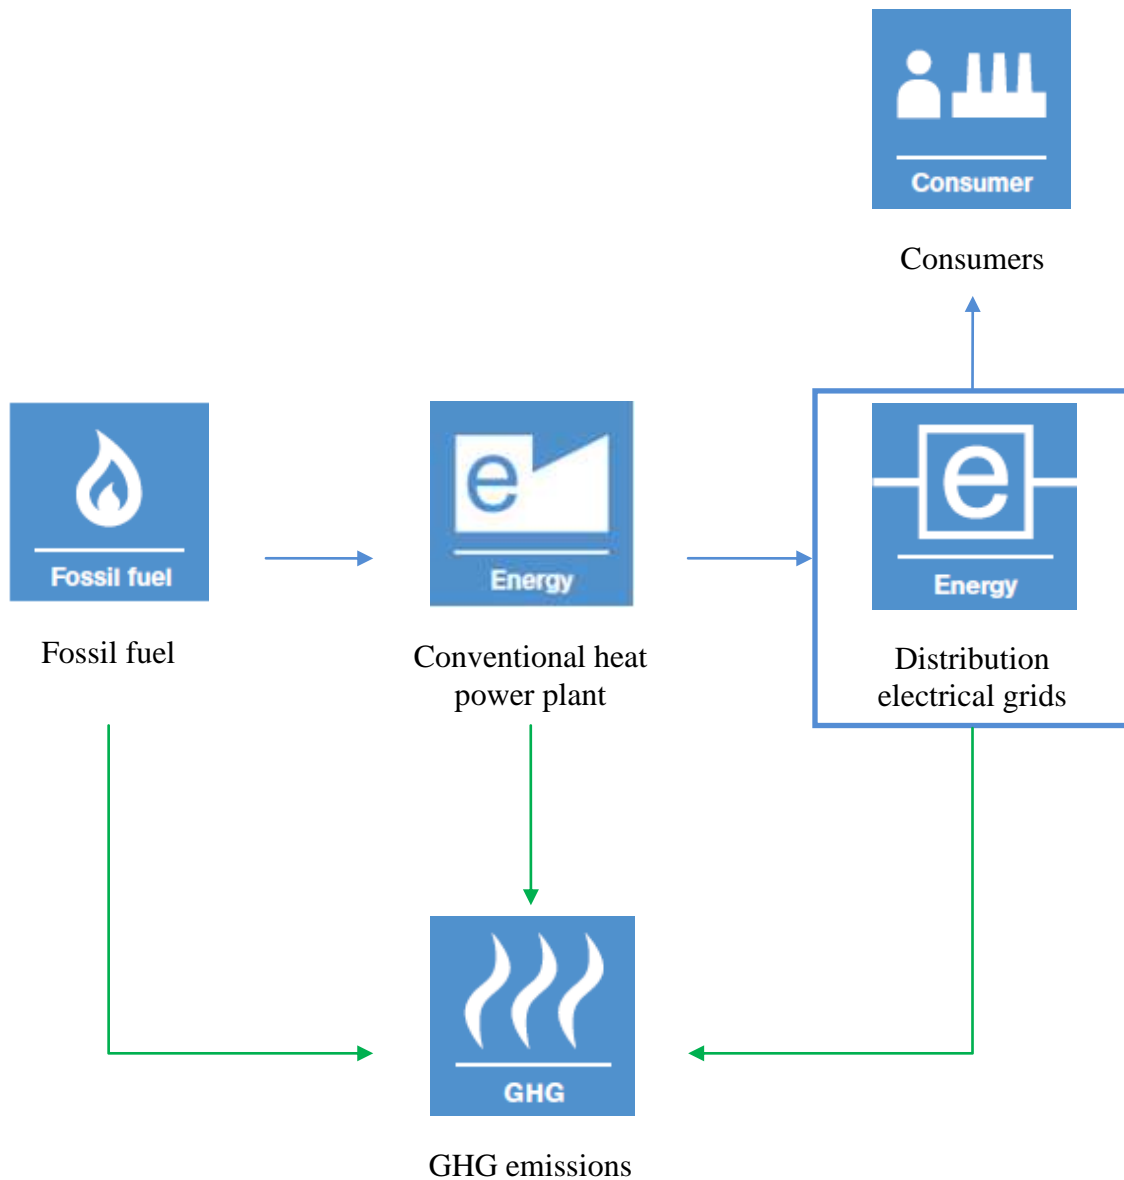 Consumer
Consumers
Fossil fuel
e
Energy
e
Energy
Fossil fuel
Conventional heat
power plant
Distribution
electrical grids
GHG
GHG emissions